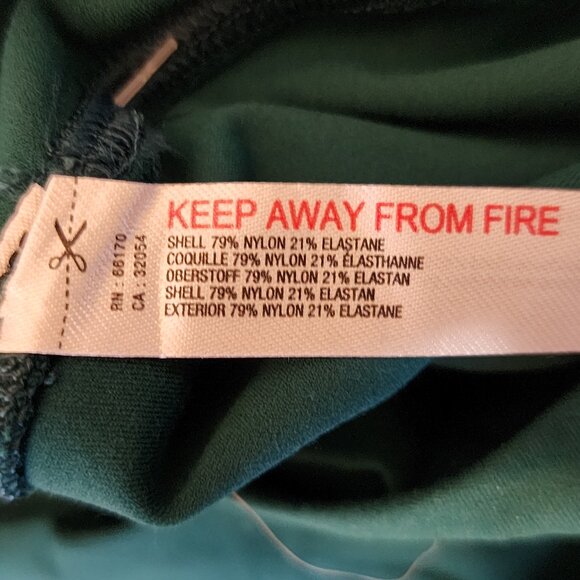 KEEP AWAY FROM FIRE
SHELL 79% NYLON 21% ELASTANE
COQUILLE 79% NYLON 21% ÉLASTHANNE
OBERSTOFF 79% NYLON 21% ELASTAN
SHELL 79% NYLON 21% ELASTAN
EXTERIOR 79% NYLON 21% ELASTANE
RN : 66170
CA : 32054